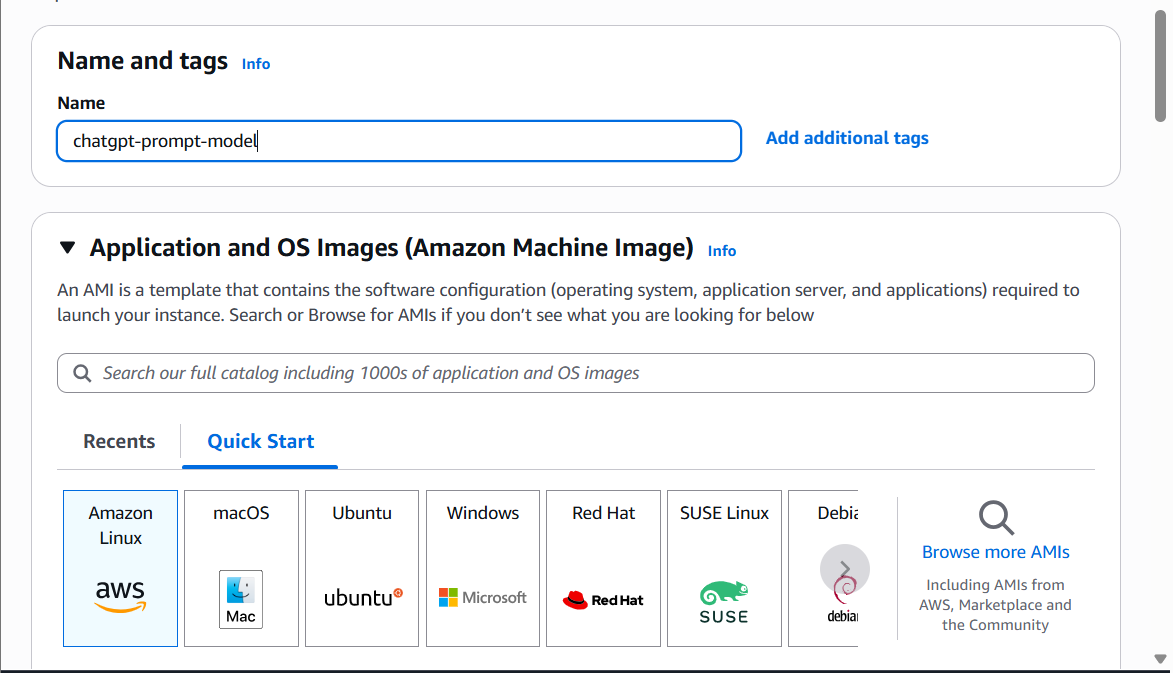 Name and tags Info
Name
chatgpt-prompt-model
Add additional tags
Application and OS Images (Amazon Machine Image) Info
An AMI is a template that contains the software configuration (operating system, application server, and applications) required to
launch your instance. Search or Browse for AMIs if you don’t see what you are looking for below
Search our full catalog including 1000s of application and OS images
Recents
Quick Start
Amazon
Linux
aws
macOS
Mac
Ubuntu
ubuntu
Windows
Microsoft
Red Hat
Red Hat
SUSE Linux
SUSE
Debia
debian
Browse more AMIs
Including AMIs from
AWS, Marketplace and
the Community